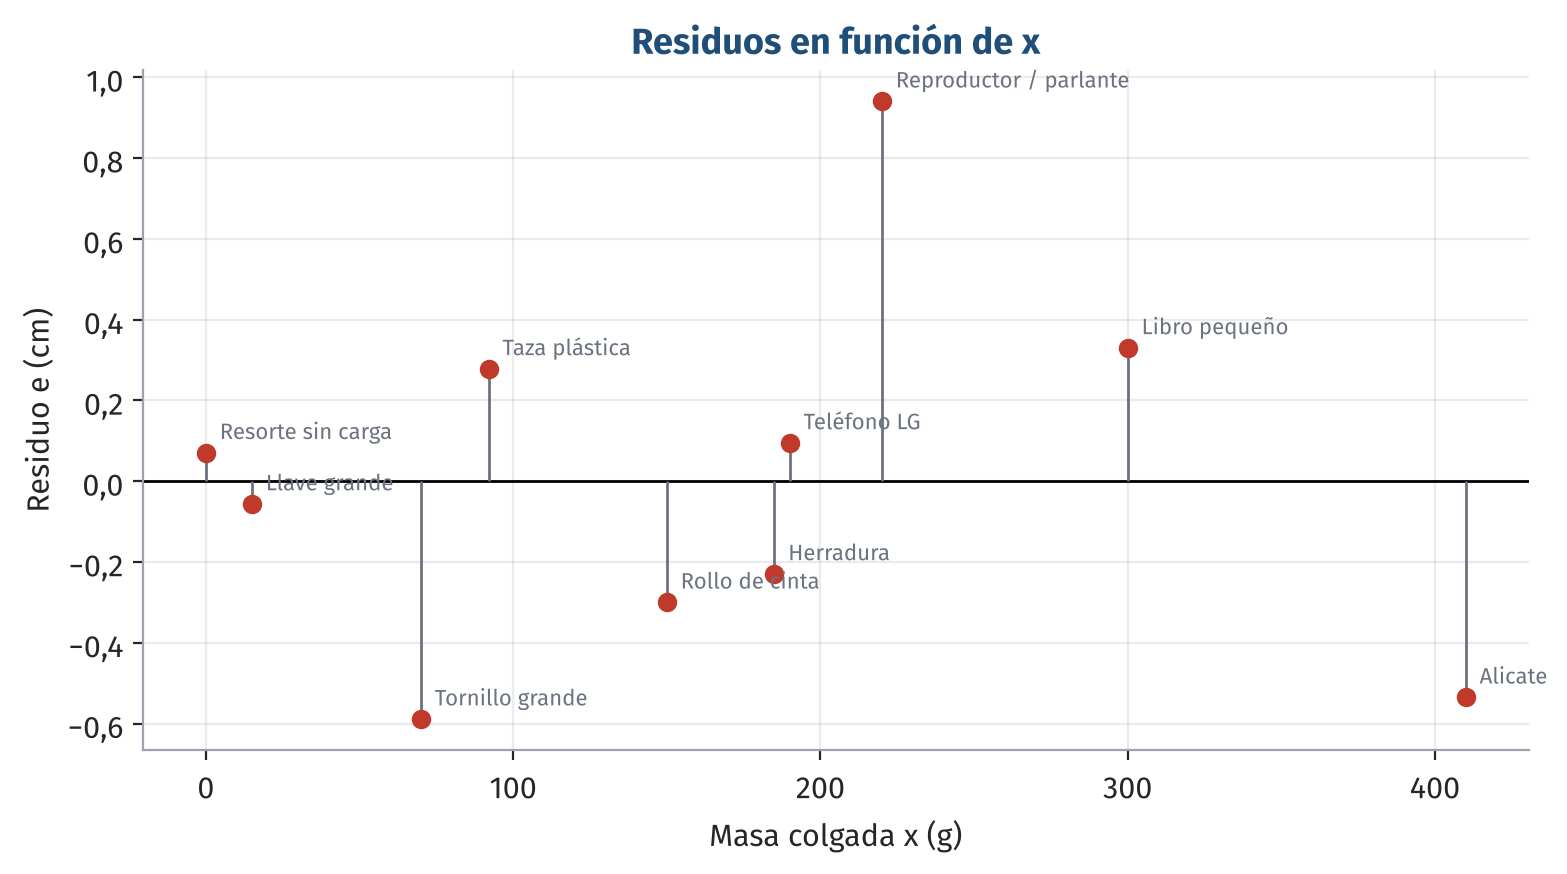 Residuos en función de x
1,0
0,8
0,6
0,4
0,2
0,0
−0,2
−0,4
−0,6
Residuo e (cm)
Reproductor / parlante
Libro pequeño
Taza plástica
Teléfono LG
Resorte sin carga
Llave grande
Herradura
Rollo de cinta
Alicate
Tornillo grande
0 100 200 300 400
Masa colgada x (g)